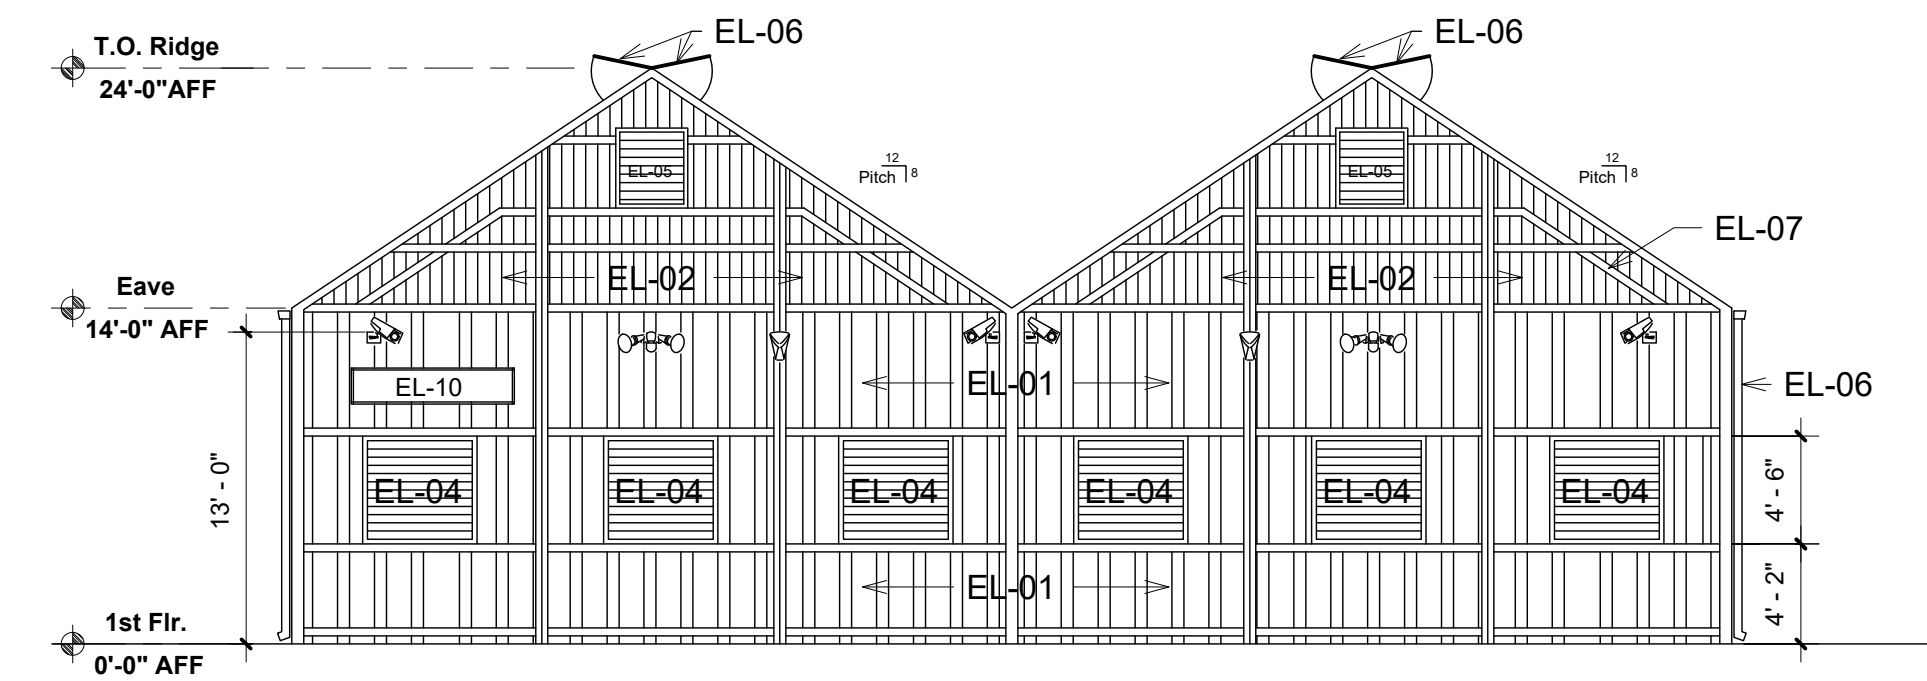 EL-06
EL-06
T.O. Ridge
24'-0"AFF
12
Pitch
8
12
Pitch
8
EL-05
EL-05
EL-07
EL-02
EL-02
Eave
14'-0" AFF
EL-10
EL-01
EL-06
13' - 0"
EL-04
EL-04
EL-04
EL-04
EL-04
EL-04
4' - 6"
EL-01
4' - 2"
1st Flr.
0'-0" AFF